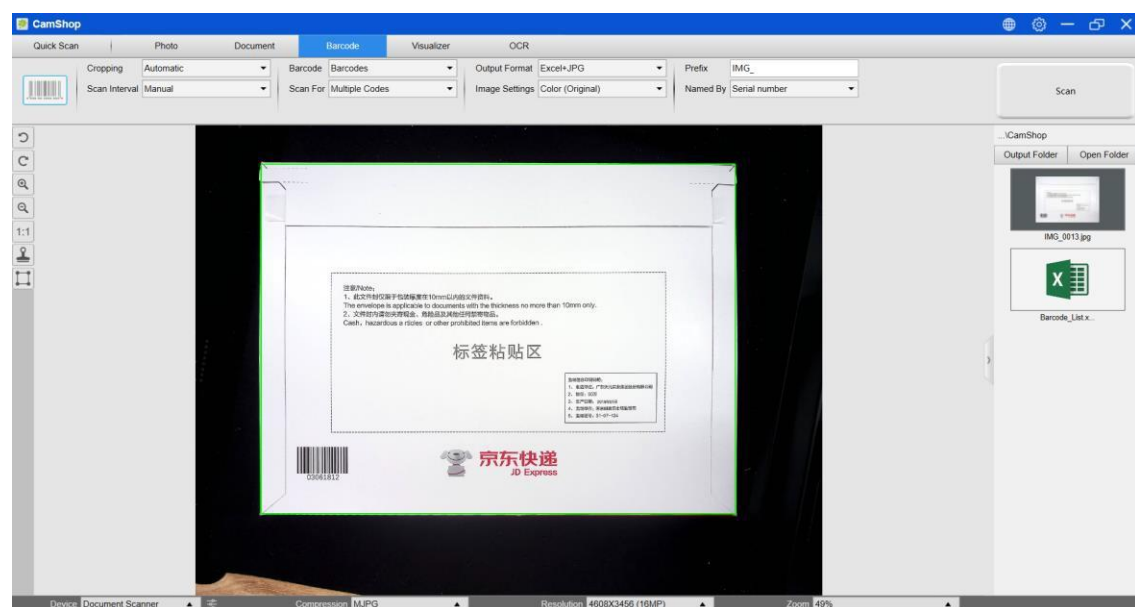 CamShop
Quick Scan
Photo
Document
Barcode
Visualizer
OCR
Cropping Automatic
Barcode Barcodes
Output Format Excel+JPG
Prefix IMG_
Scan Interval Manual
Scan For Multiple Codes
Image Settings Color (Original)
Named By Serial number
Scan
...\CamShop
Output Folder
Open Folder
1:1
IMG_0013.jpg
Barcode_List.x...
注意/Note:
1、此文件封仅限于包装厚度在10mm以内的文件资料。
The envelope is applicable to documents with the thickness no more than 10mm only.
2、文件封内请勿夹寄现金、危险品及其他任何禁寄物品。
Cash, hazardous a rticles or other prohibited items are forbidden .
标签粘贴区
03061812
京东快递
JD Express
Device Document Scanner
Compression MJPG
Resolution 4608X3456 (16MP)
Zoom 49%